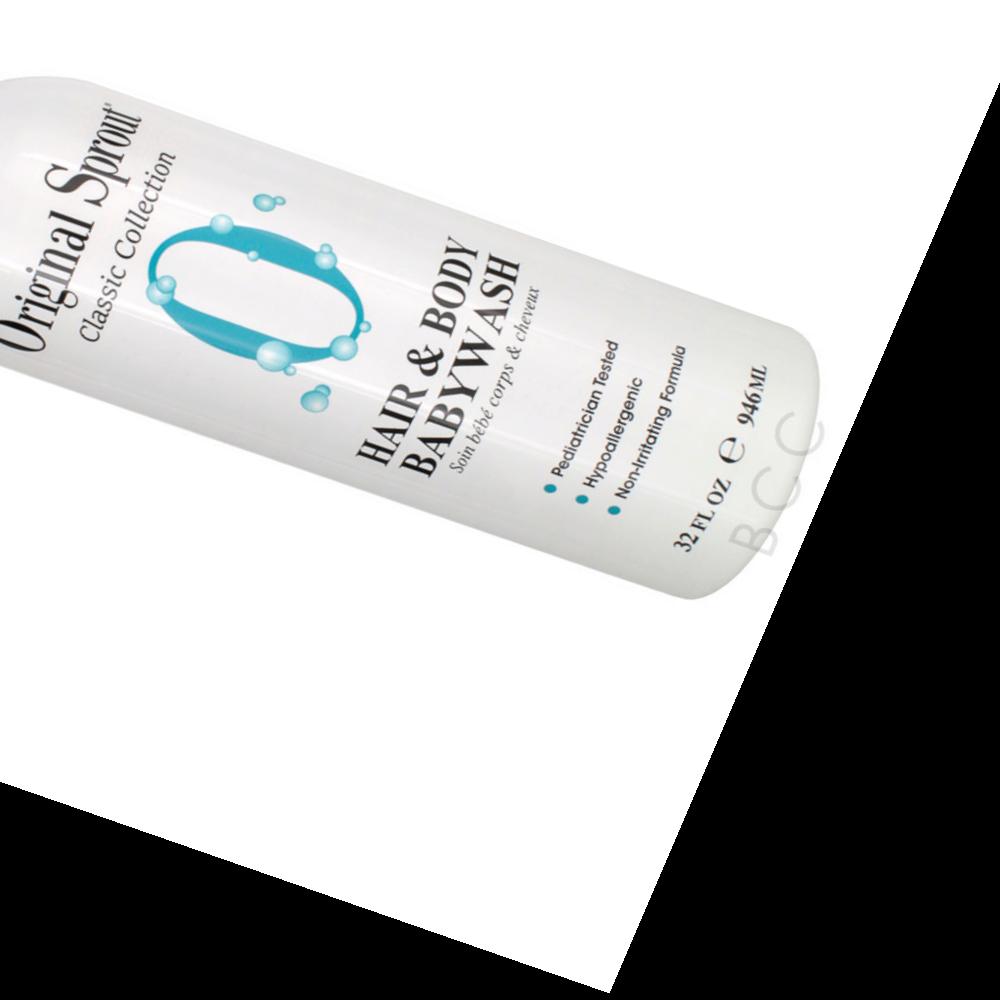 Original Sprout
Classic Collection
HAIR & BODY
BABYWASH
Soin bébé corps & cheveux
Pediatrician Tested
Hypoallergenic
Non-Irritating Formula
32 FL OZ ℮ 946ML
BCC